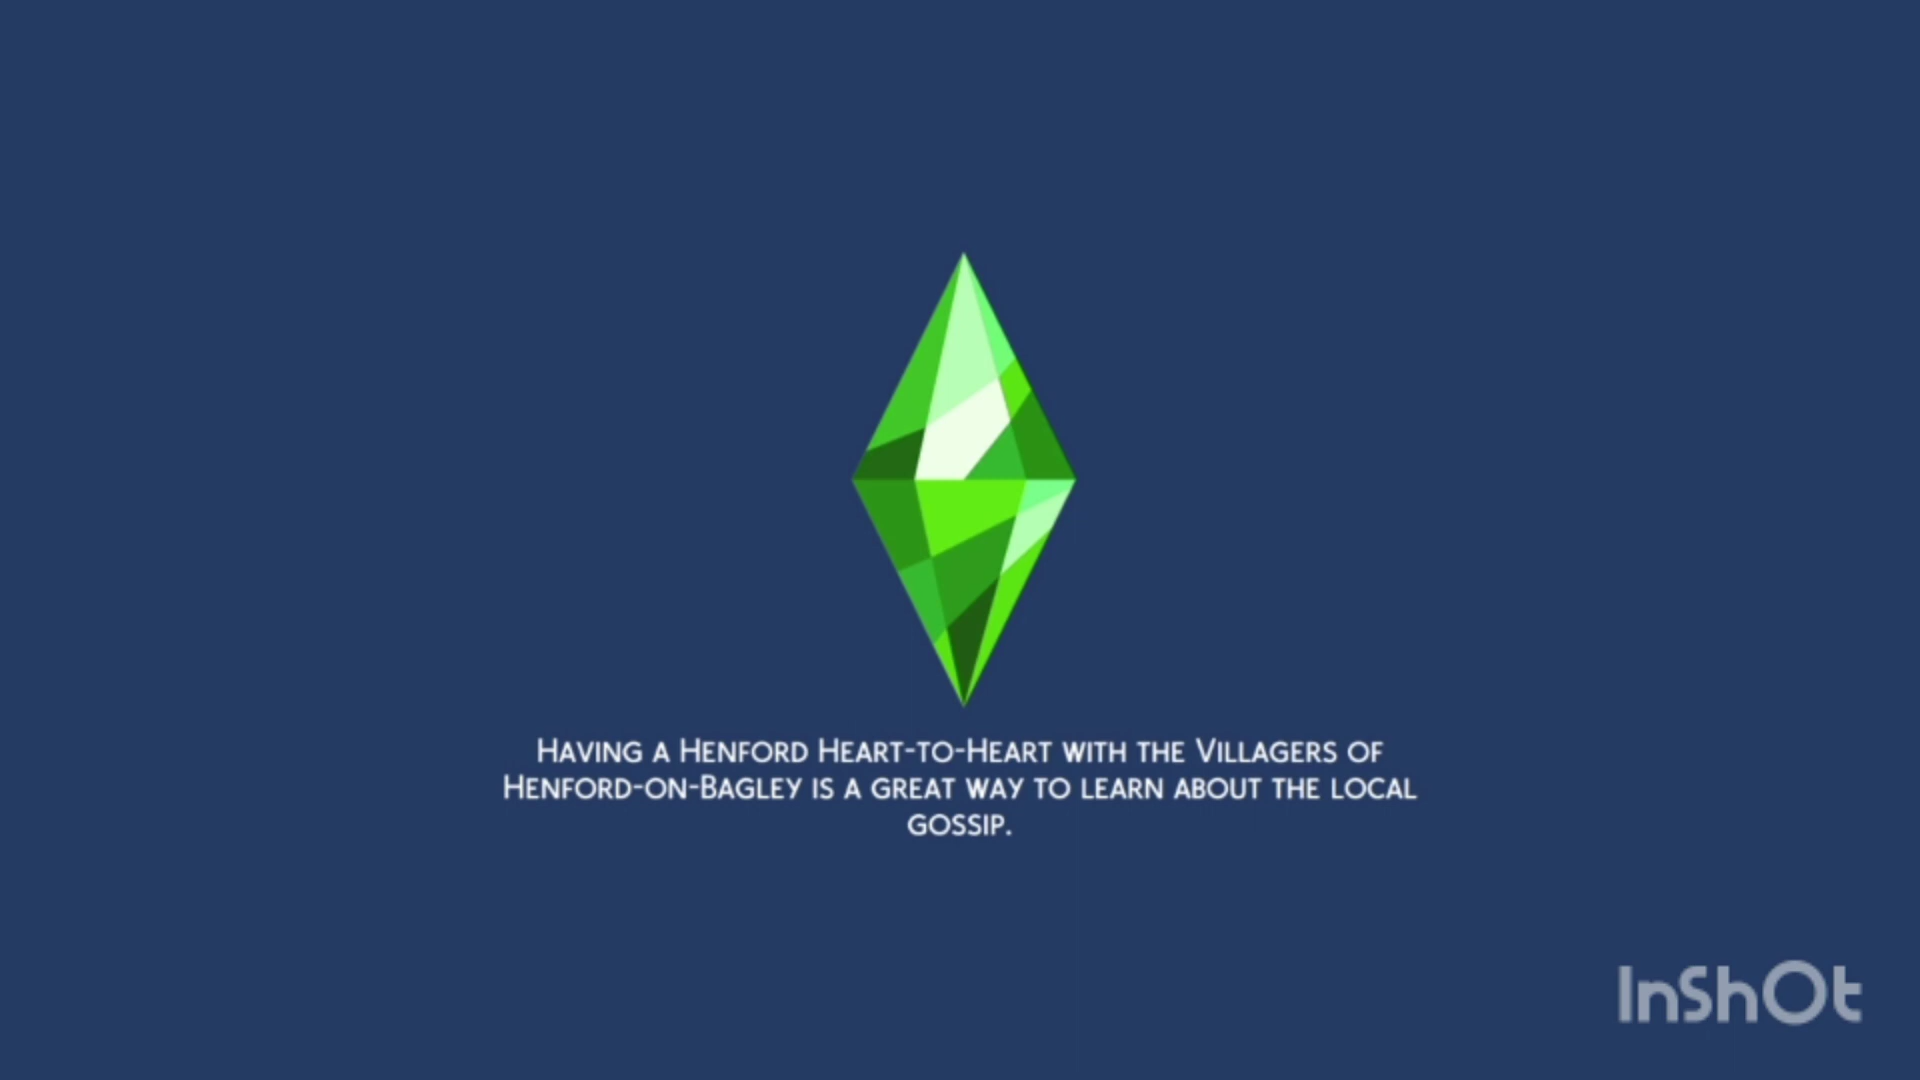 Having a Henford Heart-to-Heart with the Villagers of
Henford-on-Bagley is a great way to learn about the local
gossip.
InShOt